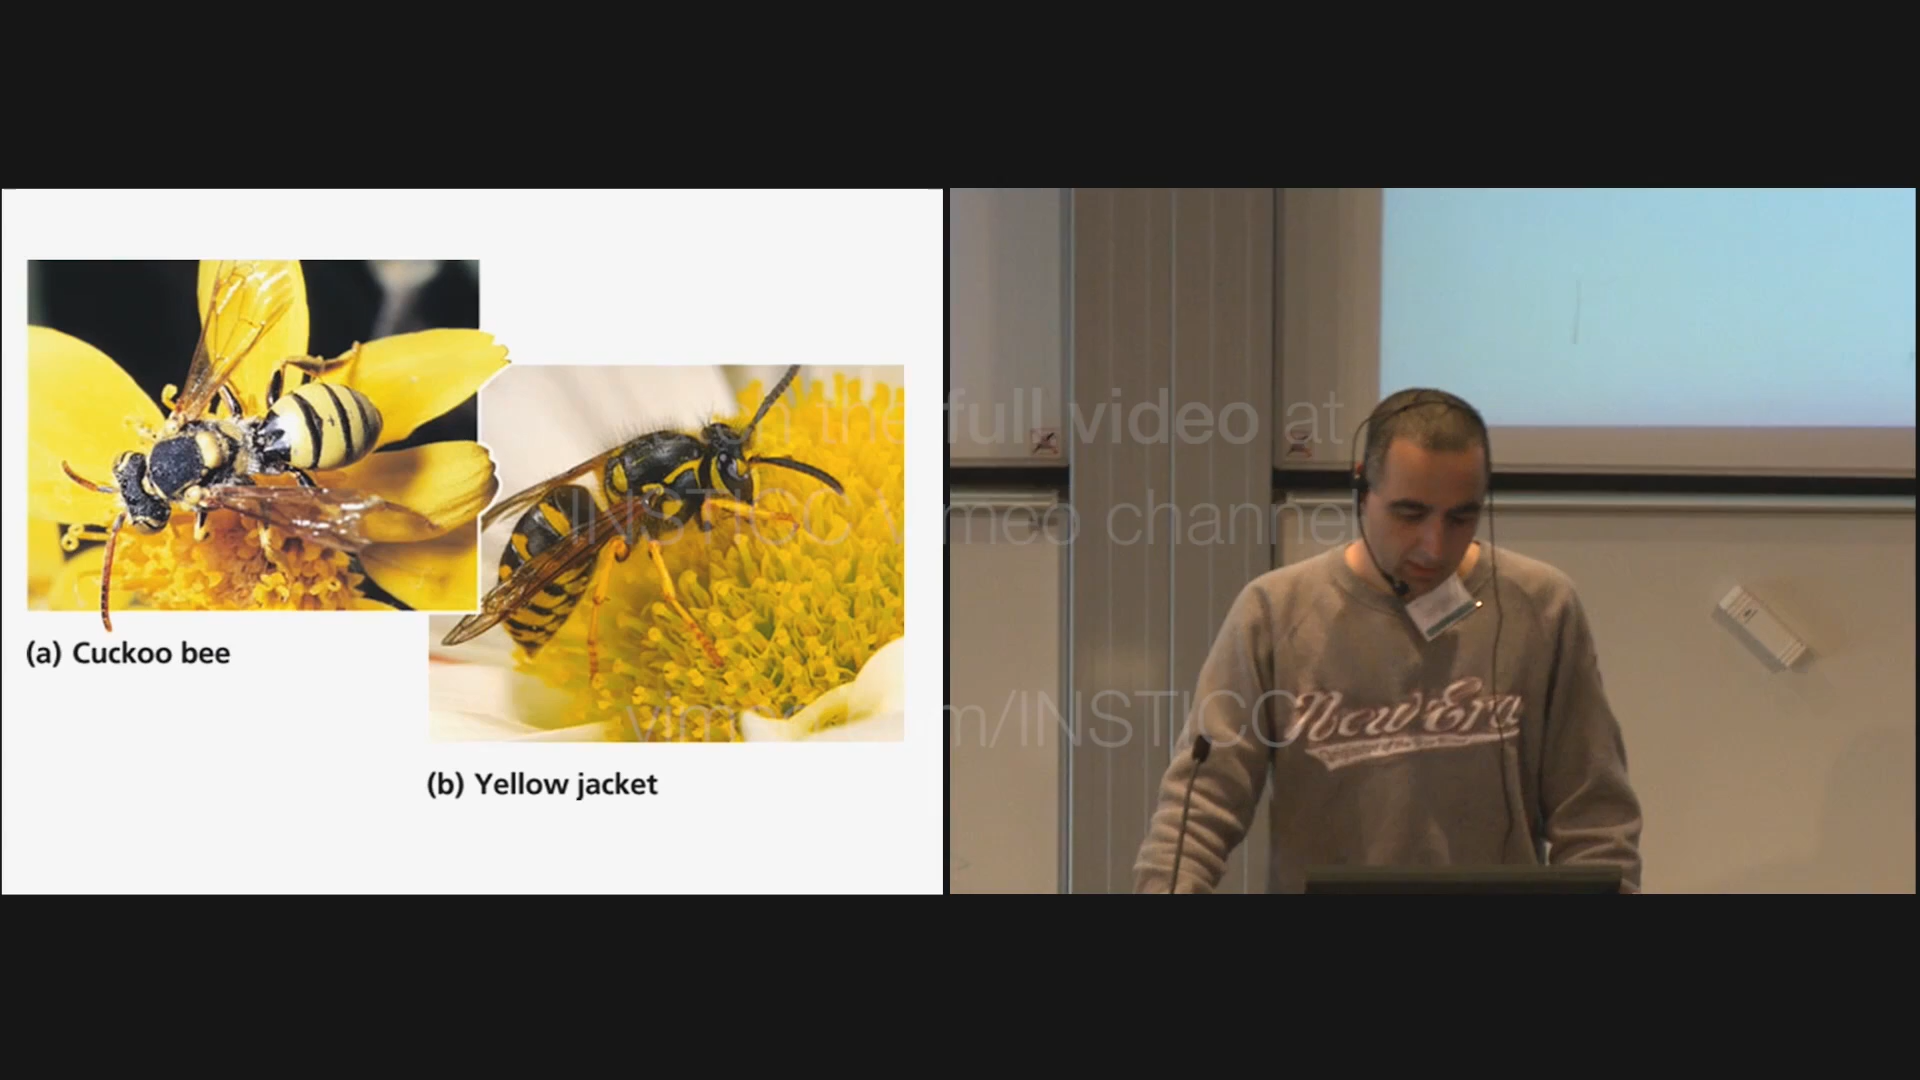 (a) Cuckoo bee
(b) Yellow jacket
the full video at
INSTICC vimeo channel
vimeo.com/INSTICC
New Era